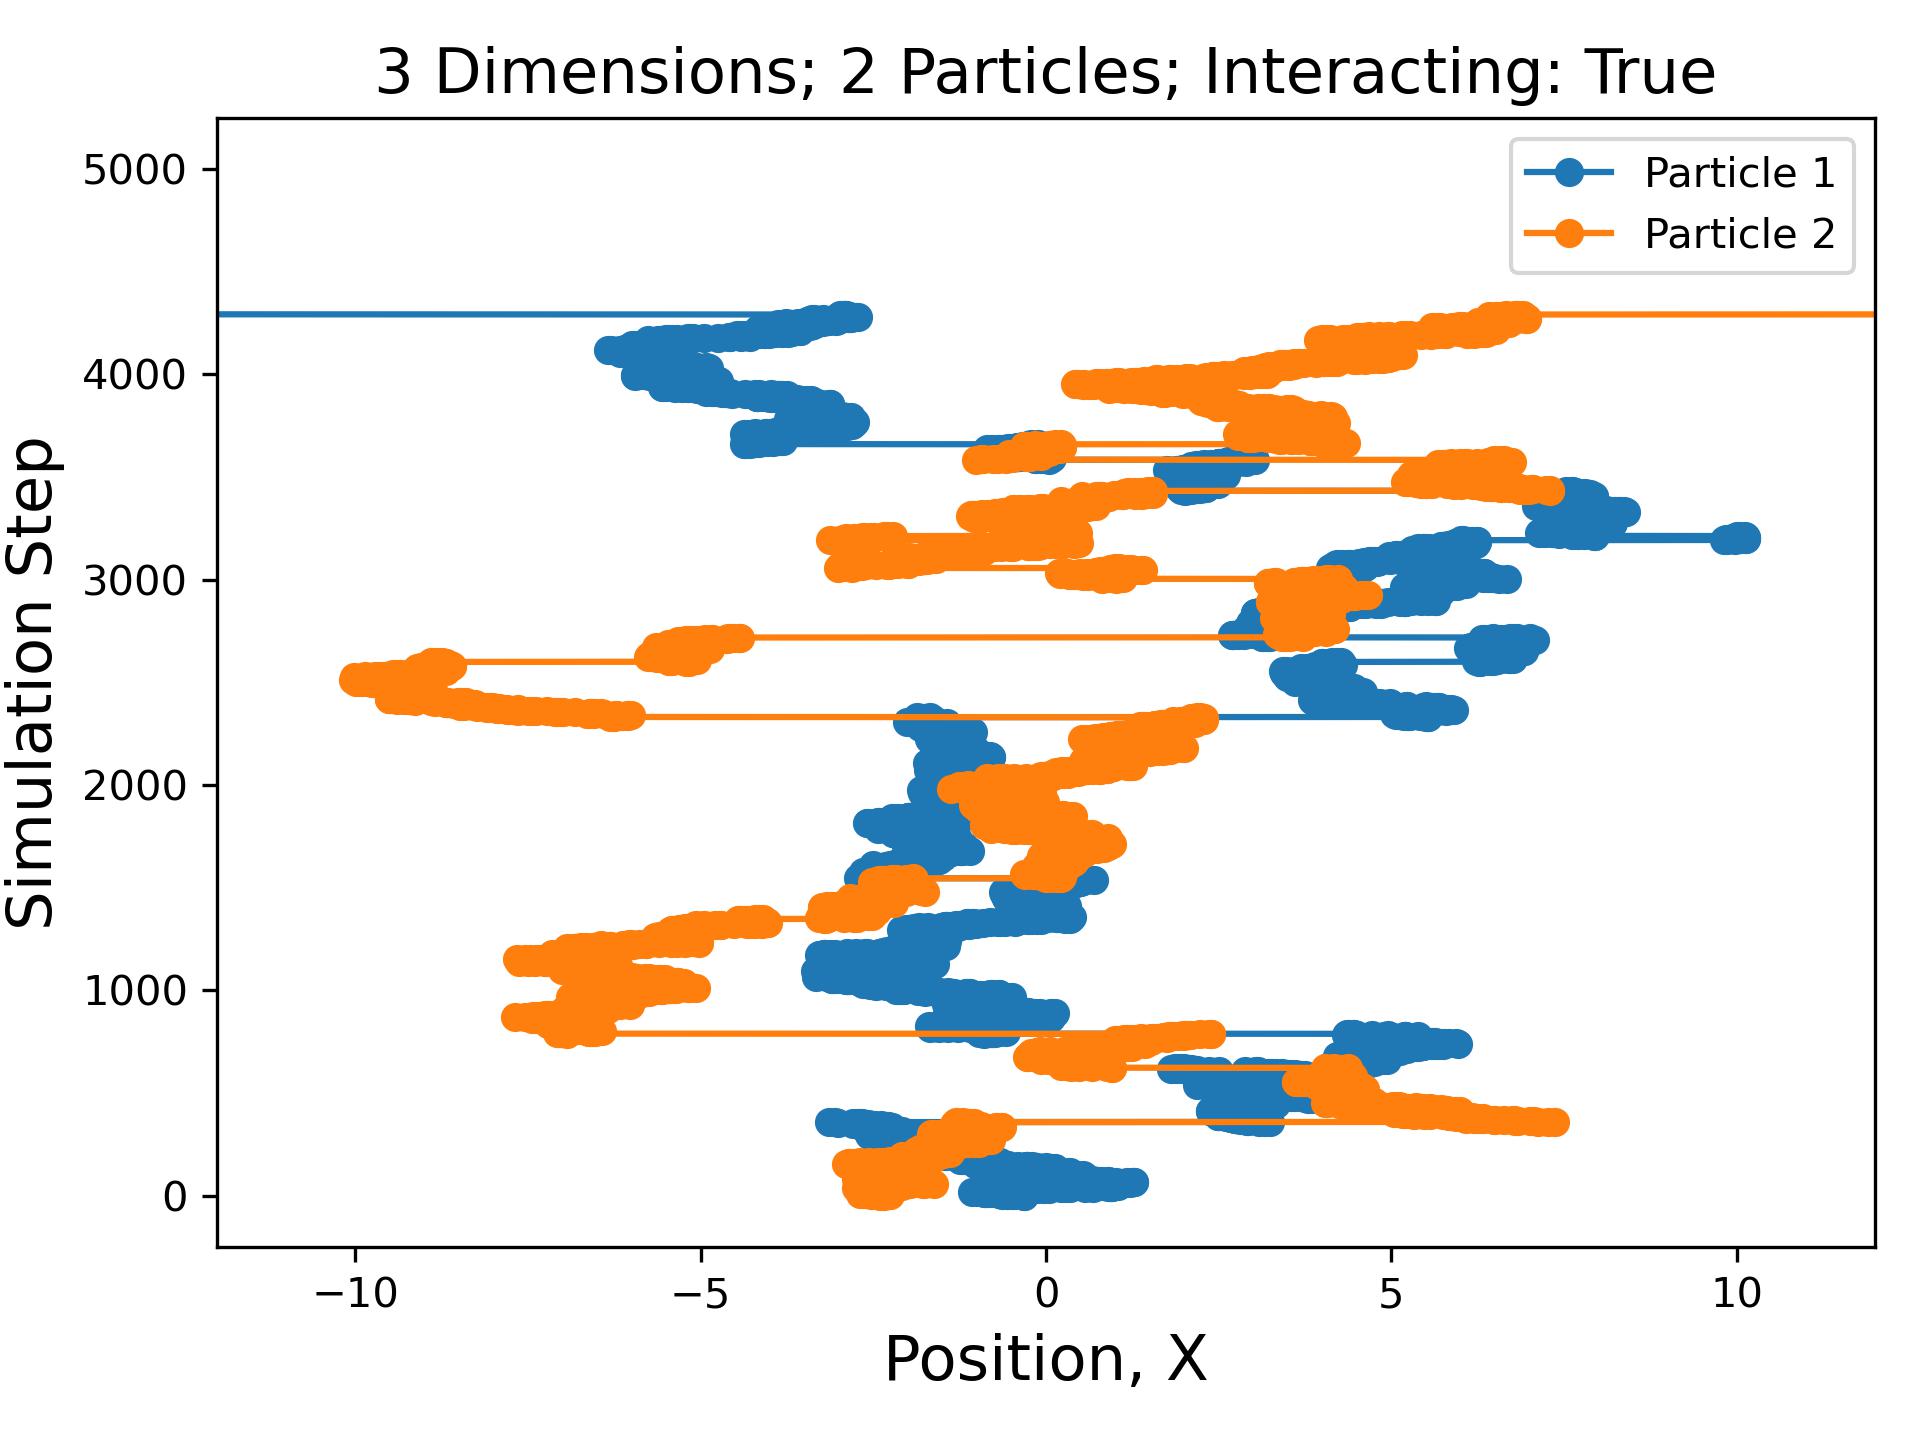 3 Dimensions; 2 Particles; Interacting: True
Particle 1
Particle 2
5000
4000
3000
2000
1000
0
Simulation Step
−10
−5
0
5
10
Position, X